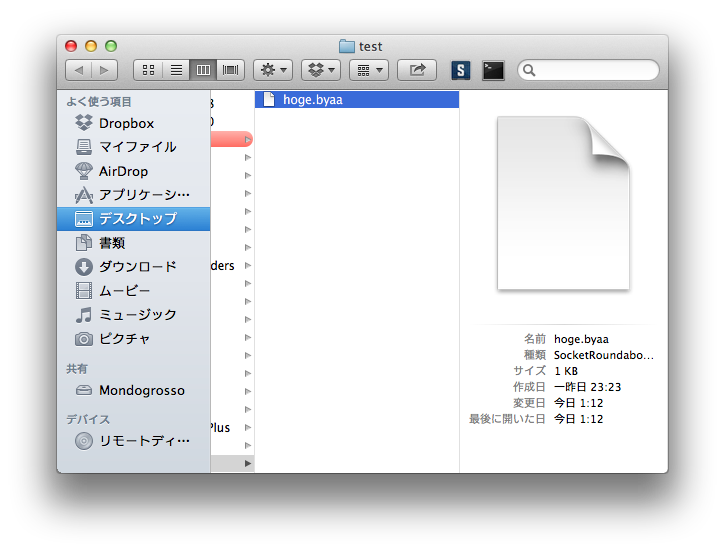 test
S
よく使う項目
Dropbox
マイファイル
AirDrop
アプリケーシ…
デスクトップ
書類
ダウンロード
ムービー
ミュージック
ピクチャ
共有
Mondogrosso
デバイス
リモートディ…
ders
Plus
hoge.byaa
名前 hoge.byaa
種類 SocketRoundabo...
サイズ 1 KB
作成日 一昨日 23:23
変更日 今日 1:12
最後に開いた日 今日 1:12